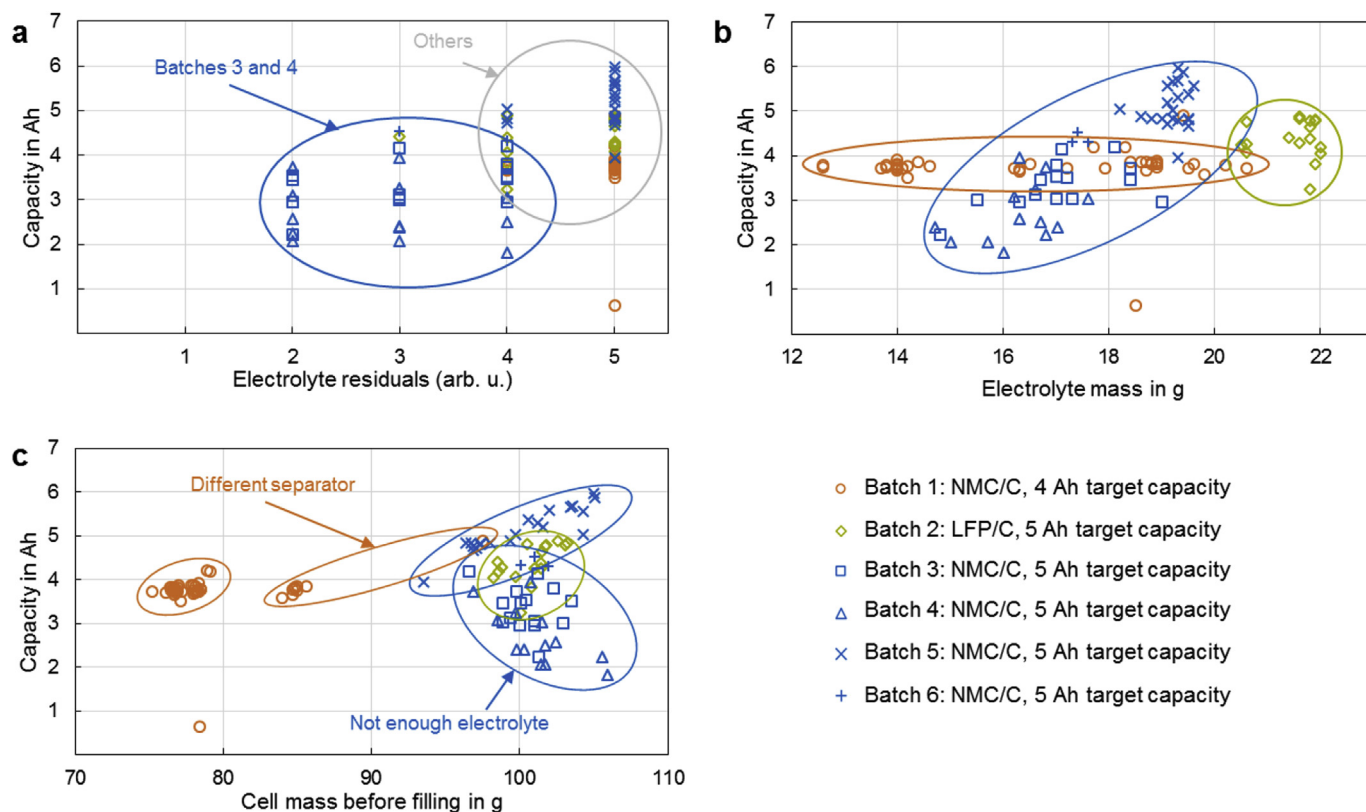 a
Capacity in Ah
7
6
5
4
3
2
1
1 2 3 4 5
Electrolyte residuals (arb. u.)
Batches 3 and 4
Others
b
Capacity in Ah
7
6
5
4
3
2
1
12 14 16 18 20 22
Electrolyte mass in g
c
Capacity in Ah
7
6
5
4
3
2
1
70 80 90 100 110
Cell mass before filling in g
Different separator
Not enough electrolyte
Batch 1: NMC/C, 4 Ah target capacity
Batch 2: LFP/C, 5 Ah target capacity
Batch 3: NMC/C, 5 Ah target capacity
Batch 4: NMC/C, 5 Ah target capacity
Batch 5: NMC/C, 5 Ah target capacity
Batch 6: NMC/C, 5 Ah target capacity